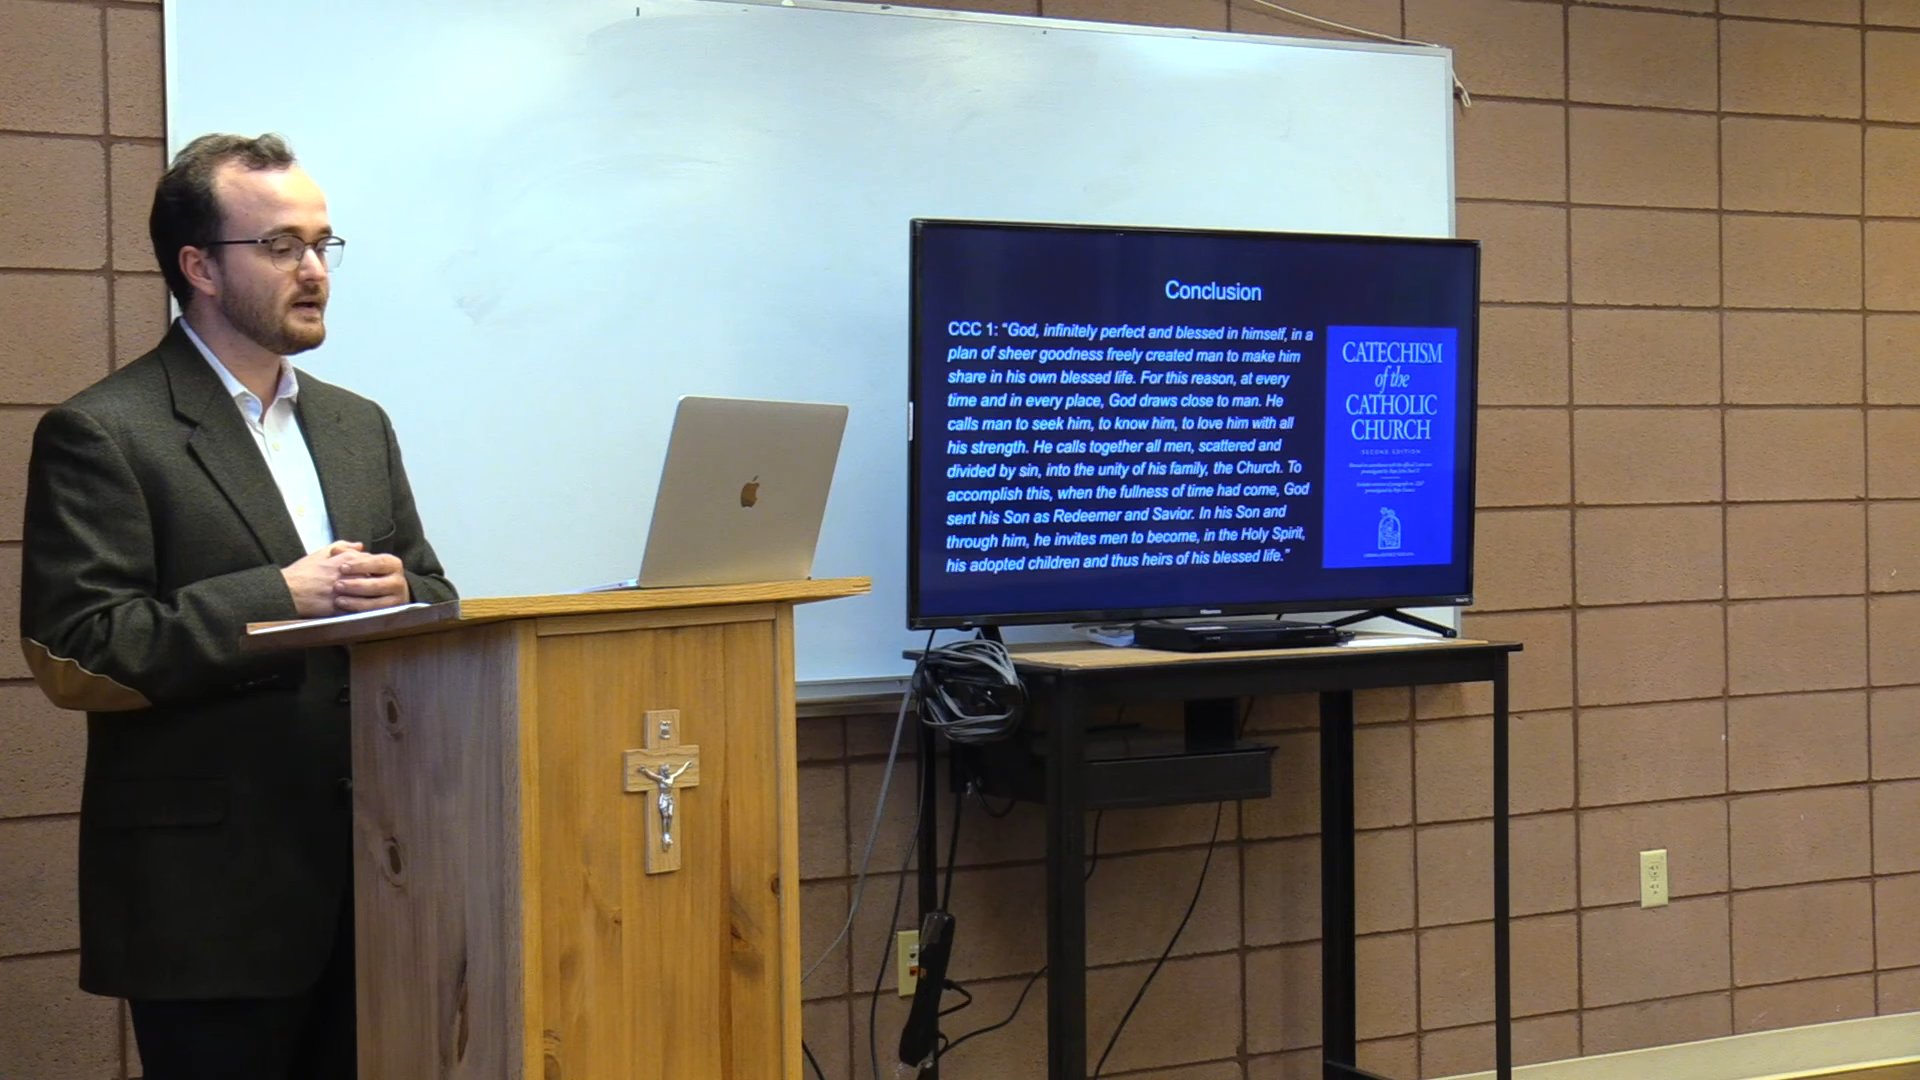 Conclusion
CCC 1: "God, infinitely perfect and blessed in himself, in a
plan of sheer goodness freely created man to make him
share in his own blessed life. For this reason, at every
time and in every place, God draws close to man. He
calls man to seek him, to know him, to love him with all
his strength. He calls together all men, scattered and
divided by sin, into the unity of his family, the Church. To
accomplish this, when the fullness of time had come, God
sent his Son as Redeemer and Savior. In his Son and
through him, he invites men to become, in the Holy Spirit,
his adopted children and thus heirs of his blessed life."
CATECHISM
of the
CATHOLIC
CHURCH
SECOND EDITION
Hisense